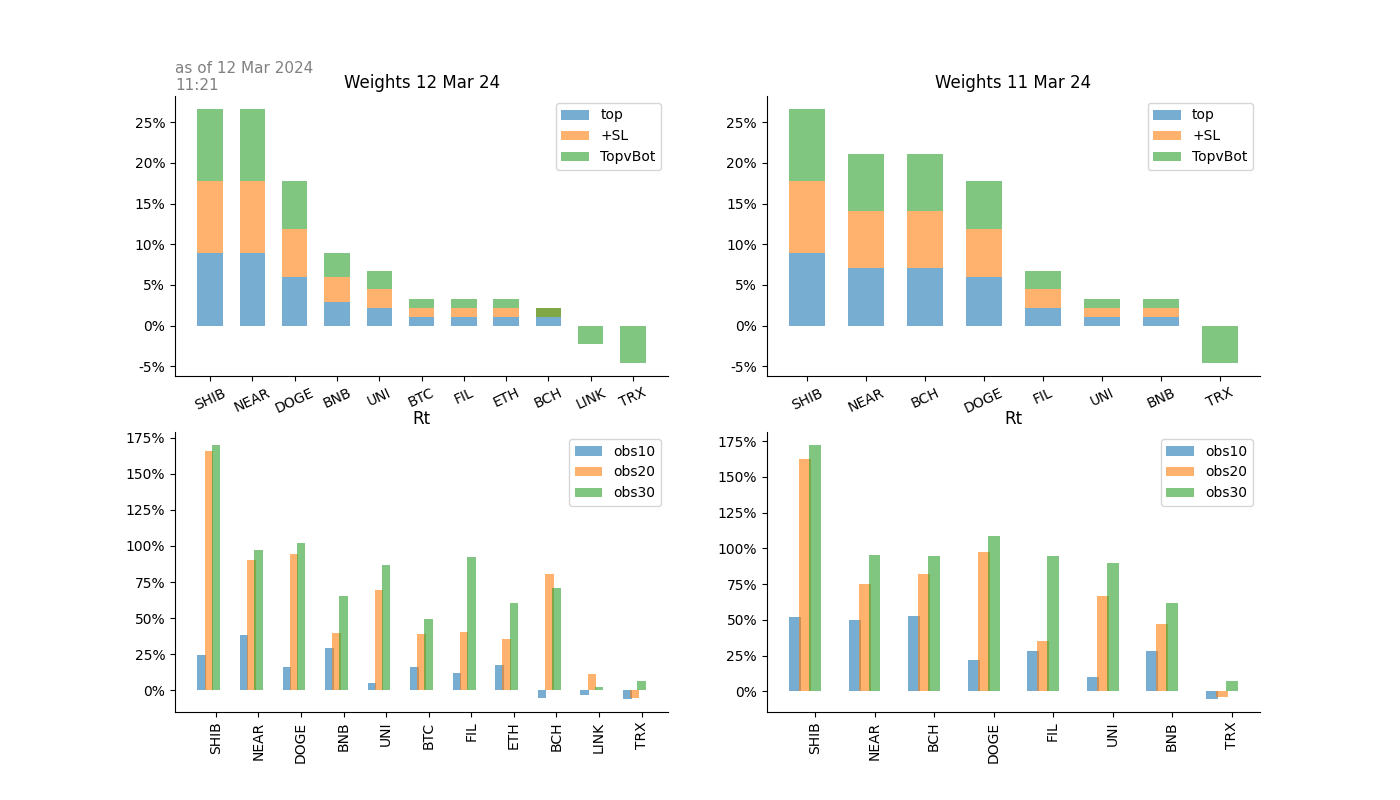 as of 12 Mar 2024
11:21
Weights 12 Mar 24
25%
20%
15%
10%
5%
0%
-5%
top
+SL
TopvBot
SHIB NEAR DOGE BNB UNI BTC FIL ETH BCH LINK TRX
Weights 11 Mar 24
25%
20%
15%
10%
5%
0%
-5%
top
+SL
TopvBot
SHIB NEAR BCH DOGE FIL UNI BNB TRX
Rt
175%
150%
125%
100%
75%
50%
25%
0%
obs10
obs20
obs30
SHIB NEAR DOGE BNB UNI BTC FIL ETH BCH LINK TRX
Rt
175%
150%
125%
100%
75%
50%
25%
0%
obs10
obs20
obs30
SHIB NEAR BCH DOGE FIL UNI BNB TRX